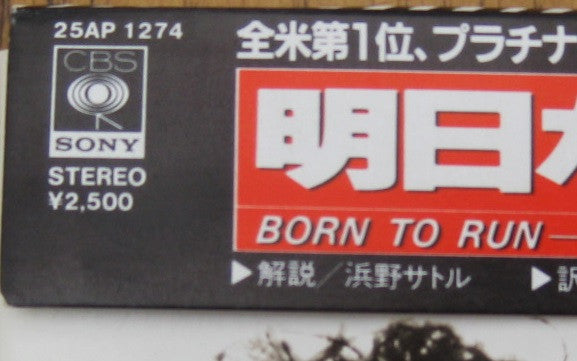 25AP 1274
CBS
SONY
STEREO
¥2,500
全米第1位、プラチナ
明日
BORN TO RUN—
▶解説／浜野サトル ▶訳